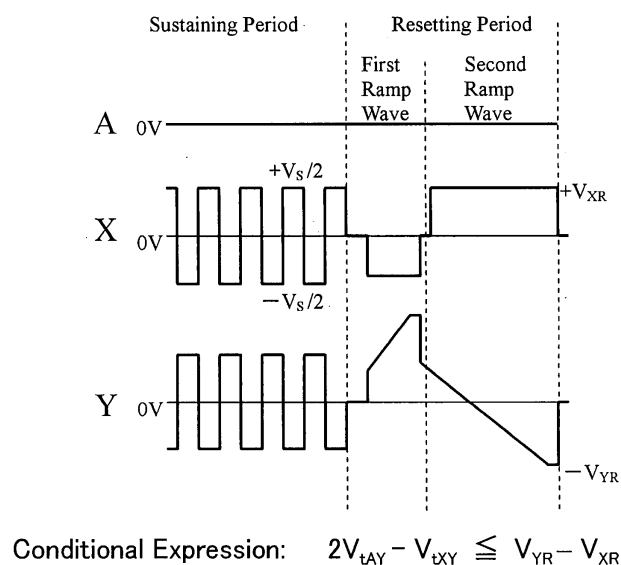 Sustaining Period
Resetting Period
First
Ramp
Wave
Second
Ramp
Wave
A
0V
+VS/2
+VXR
X
0V
−VS/2
Y
0V
−VYR
Conditional Expression: 2VtAY − VtXY ≦ VYR − VXR